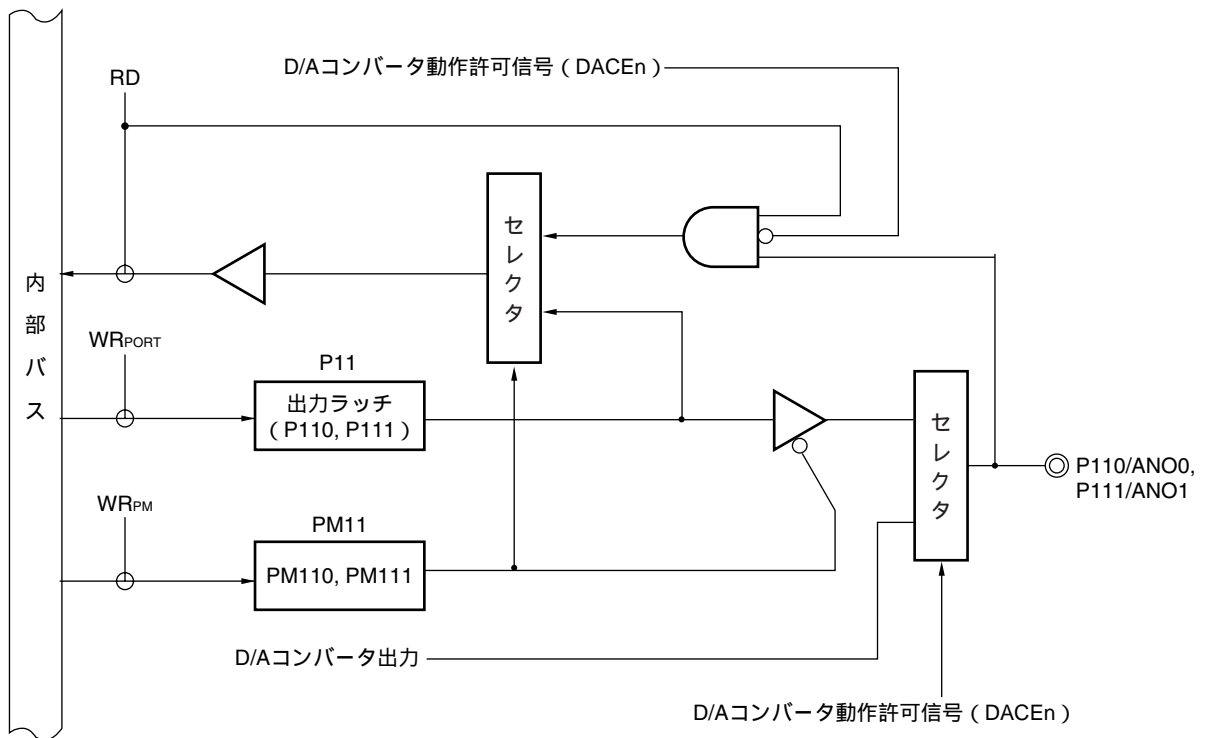 D/Aコンバータ動作許可信号（DACEn）
RD
セレクタ
内部バス
WRPORT
P11
出力ラッチ
（P110, P111）
セレクタ
P110/ANO0,
P111/ANO1
WRPM
PM11
PM110, PM111
D/Aコンバータ出力
D/Aコンバータ動作許可信号（DACEn）